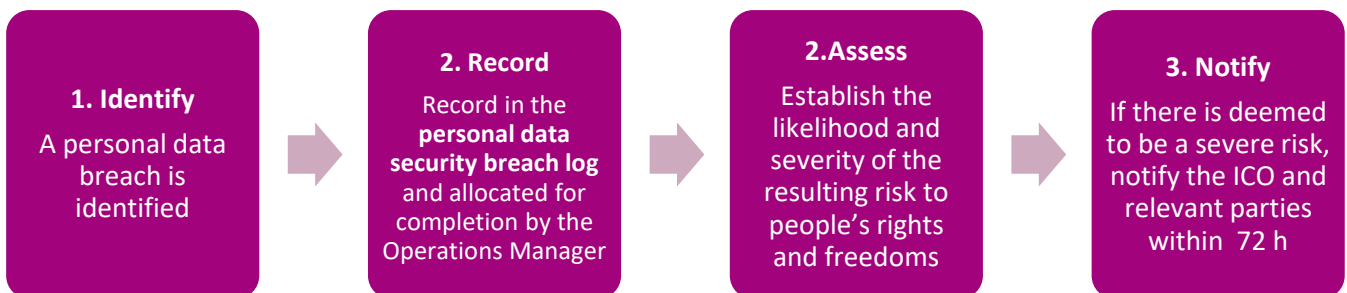 1. Identify
A personal data
breach is
identified
2. Record
Record in the
personal data
security breach log
and allocated for
completion by the
Operations Manager
2.Assess
Establish the
likelihood and
severity of the
resulting risk to
people’s rights
and freedoms
3. Notify
If there is deemed
to be a severe risk,
notify the ICO and
relevant parties
within 72 h